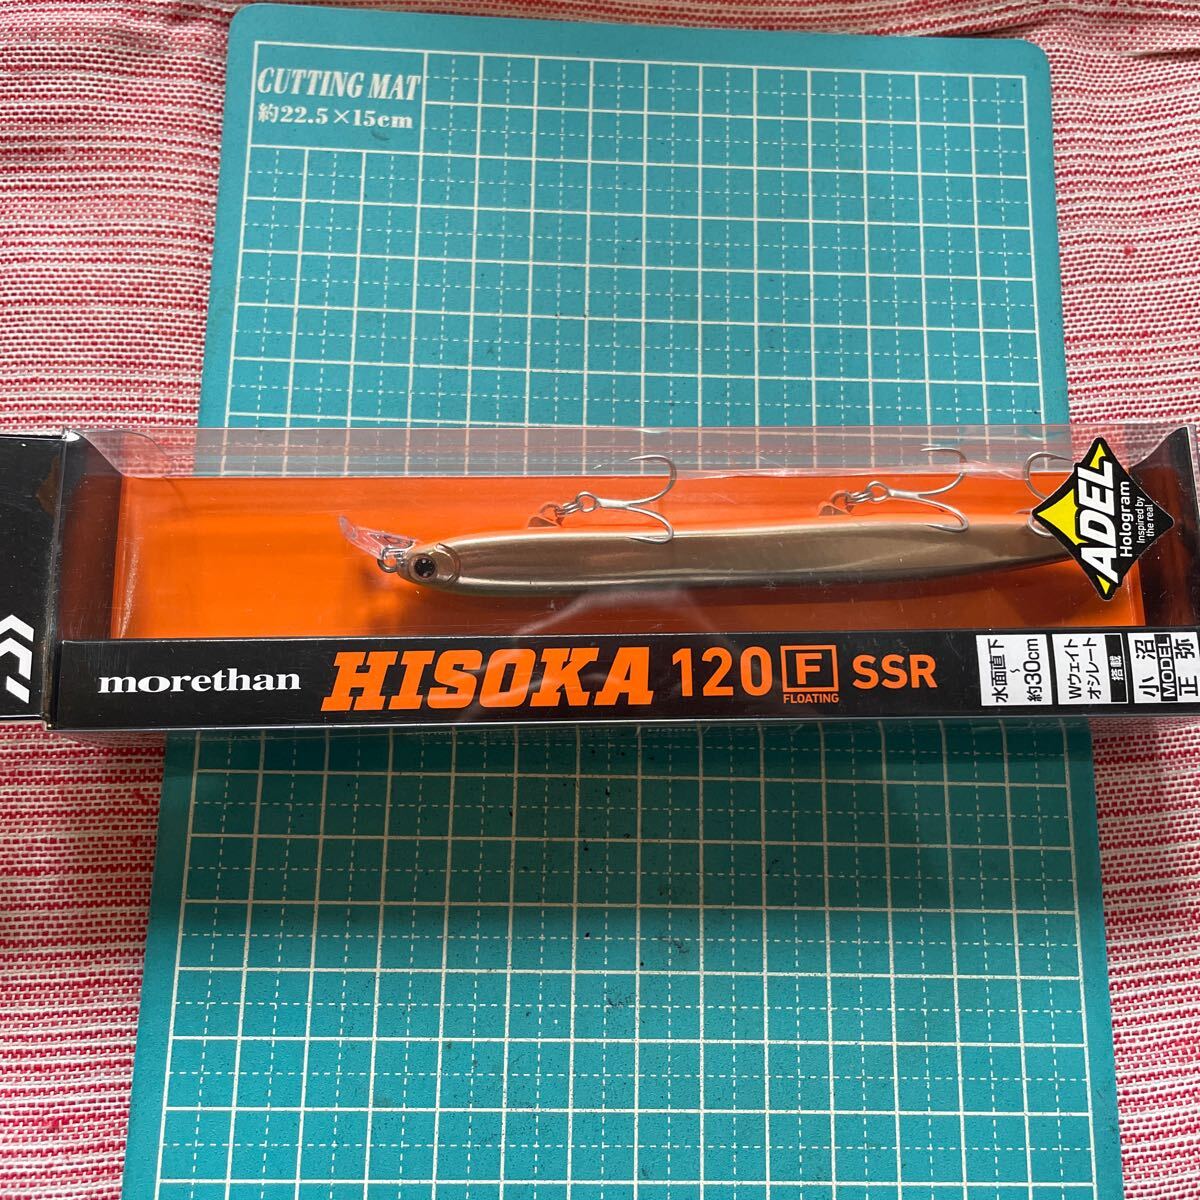 CUTTING MAT
約22.5×15cm
ADEL
Hologram
Inspired by
the real
morethan HISOKA 120 F SSR
FLOATING
水面直下
～
約30cm
Wウェイト
オシレート
搭載
小沼
MODEL
正弥